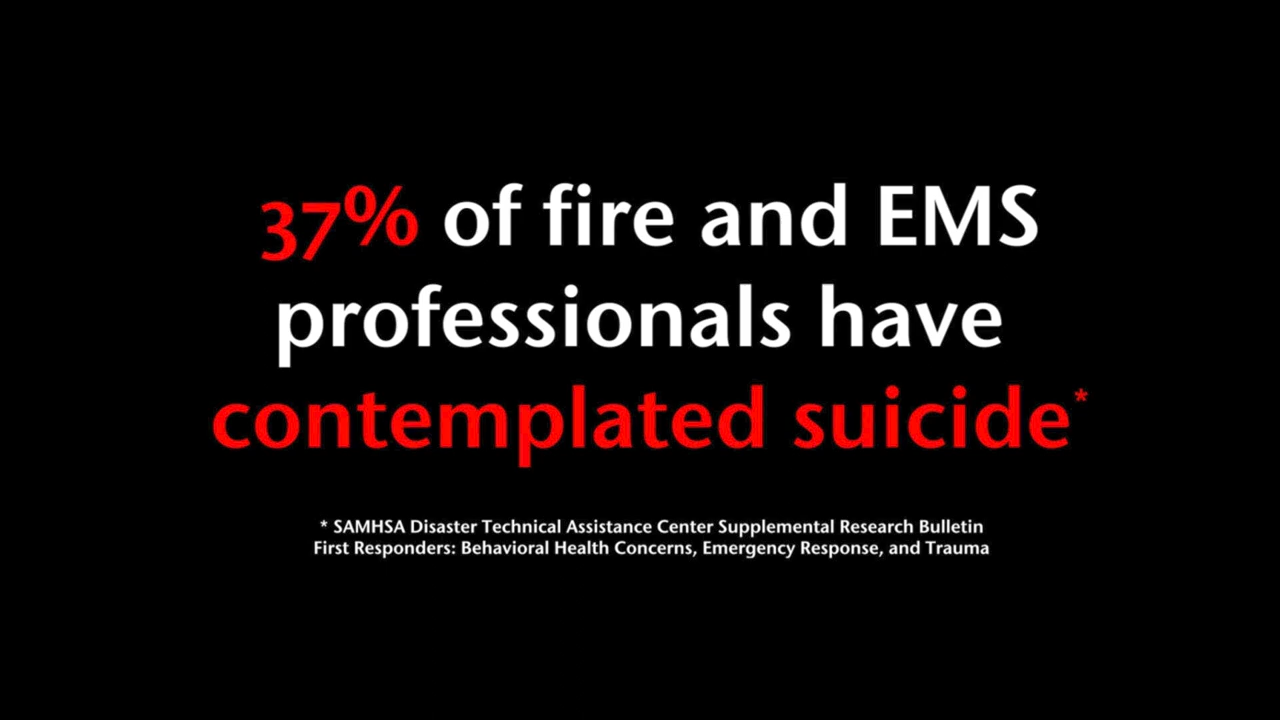 37% of fire and EMS
professionals have
contemplated suicide*
* SAMHSA Disaster Technical Assistance Center Supplemental Research Bulletin
First Responders: Behavioral Health Concerns, Emergency Response, and Trauma